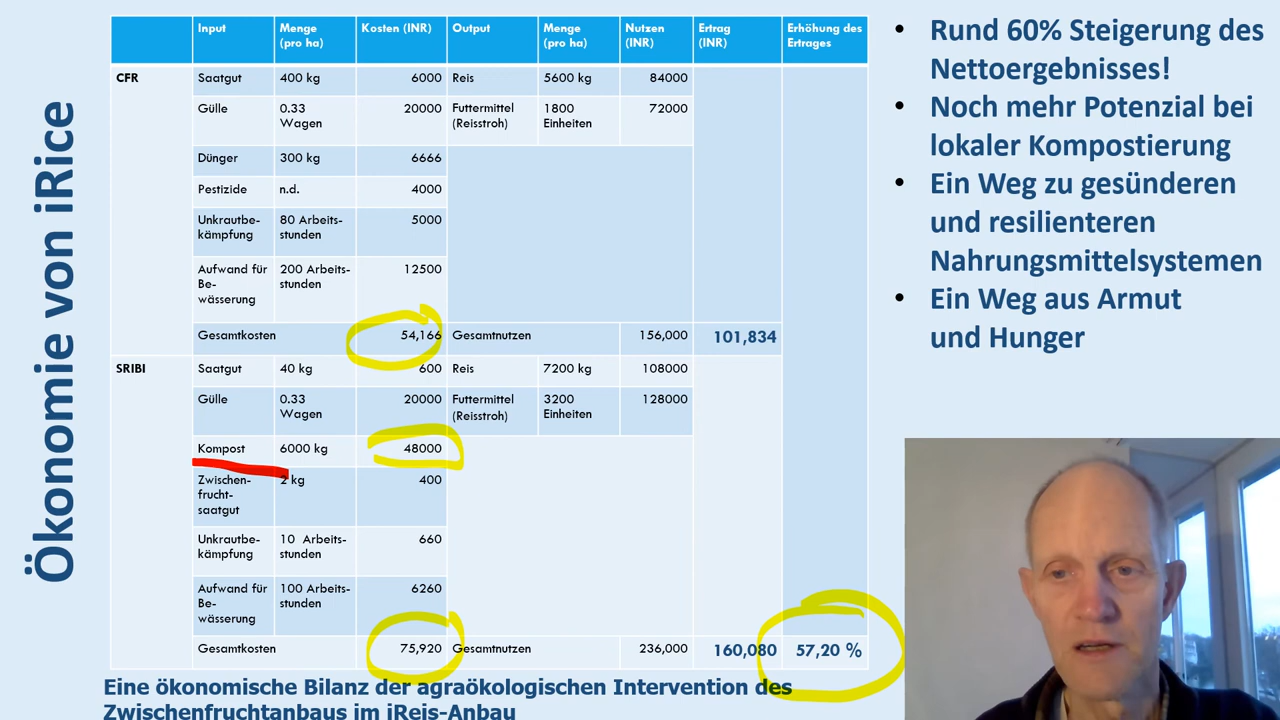 Ökonomie von iRice
Input Menge (pro ha) Kosten (INR) Output Menge (pro ha) Nutzen (INR) Ertrag (INR) Erhöhung des Ertrages
CFR Saatgut 400 kg 6000 Reis 5600 kg 84000
Gülle 0.33 Wagen 20000 Futtermittel (Reisstroh) 1800 Einheiten 72000
Dünger 300 kg 6666
Pestizide n.d. 4000
Unkrautbe-kämpfung 80 Arbeits-stunden 5000
Aufwand für Be-wässerung 200 Arbeits-stunden 12500
Gesamtkosten 54,166 Gesamtnutzen 156,000 101,834
SRIBI Saatgut 40 kg 600 Reis 7200 kg 108000
Gülle 0.33 Wagen 20000 Futtermittel (Reisstroh) 3200 Einheiten 128000
Kompost 6000 kg 48000
Zwischen-frucht-saatgut 2 kg 400
Unkrautbe-kämpfung 10 Arbeits-stunden 660
Aufwand für Be-wässerung 100 Arbeits-stunden 6260
Gesamtkosten 75,920 Gesamtnutzen 236,000 160,080 57,20 %
Eine ökonomische Bilanz der agraökologischen Intervention des
Zwischenfruchtanbaus im iReis-Anbau
• Rund 60% Steigerung des
Nettoergebnisses!
• Noch mehr Potenzial bei
lokaler Kompostierung
• Ein Weg zu gesünderen
und resilienteren
Nahrungsmittelsystemen
• Ein Weg aus Armut
und Hunger